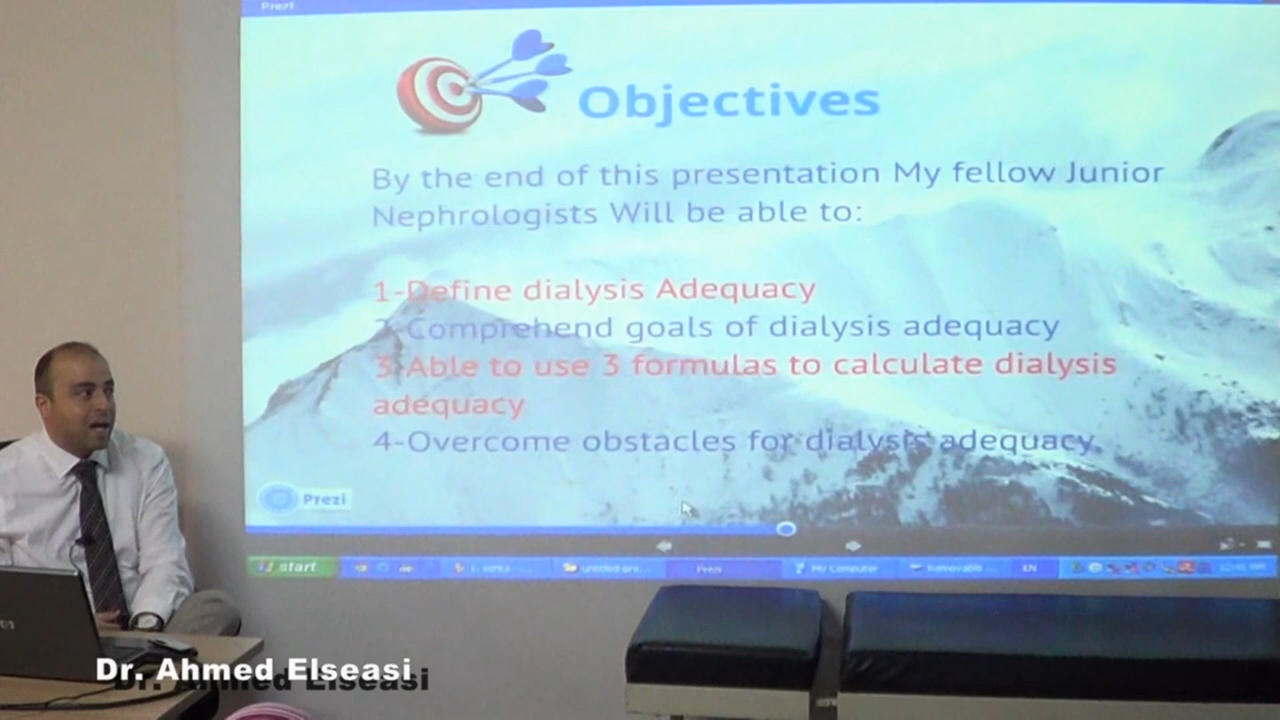 Prezi
Objectives
By the end of this presentation My fellow Junior
Nephrologists Will be able to:
1-Define dialysis Adequacy
2-Comprehend goals of dialysis adequacy
3-Able to use 3 formulas to calculate dialysis
adequacy
4-Overcome obstacles for dialysis adequacy.
Prezi
start
Prezi
My Computer
Removable ...
EN
Dr. Ahmed Elseasi